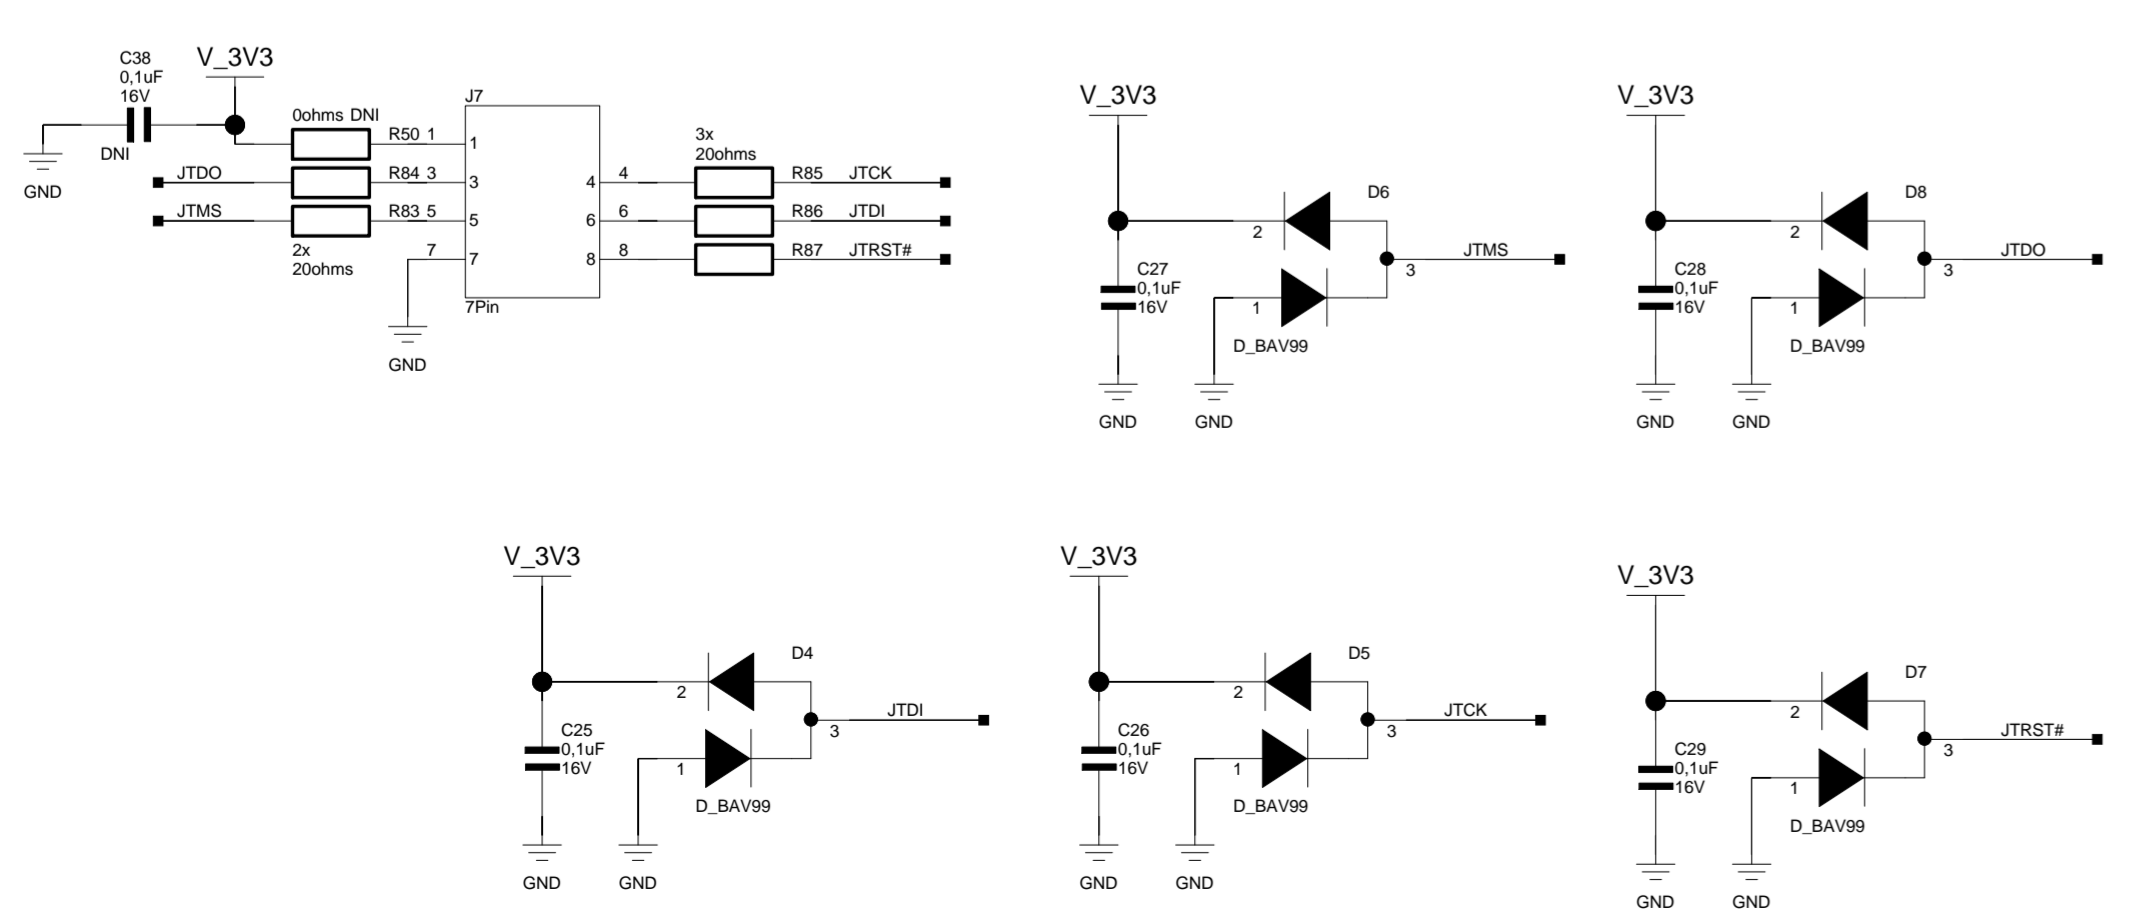 C38
0,1uF
16V
DNI
V_3V3
GND
0ohms DNI
R50 1
JTDO
R84 3
JTMS
R83 5
2x
20ohms
7
GND
J7
1
3
5
7
4
6
8
7Pin
4
6
8
3x
20ohms
R85 JTCK
R86 JTDI
R87 JTRST#
V_3V3
D6
2
JTMS
3
C27
0,1uF
16V
1
D_BAV99
GND
GND
V_3V3
D8
2
JTDO
3
C28
0,1uF
16V
1
D_BAV99
GND
GND
V_3V3
D4
2
JTDI
3
C25
0,1uF
16V
1
D_BAV99
GND
GND
V_3V3
D5
2
JTCK
3
C26
0,1uF
16V
1
D_BAV99
GND
GND
V_3V3
D7
2
JTRST#
3
C29
0,1uF
16V
1
D_BAV99
GND
GND